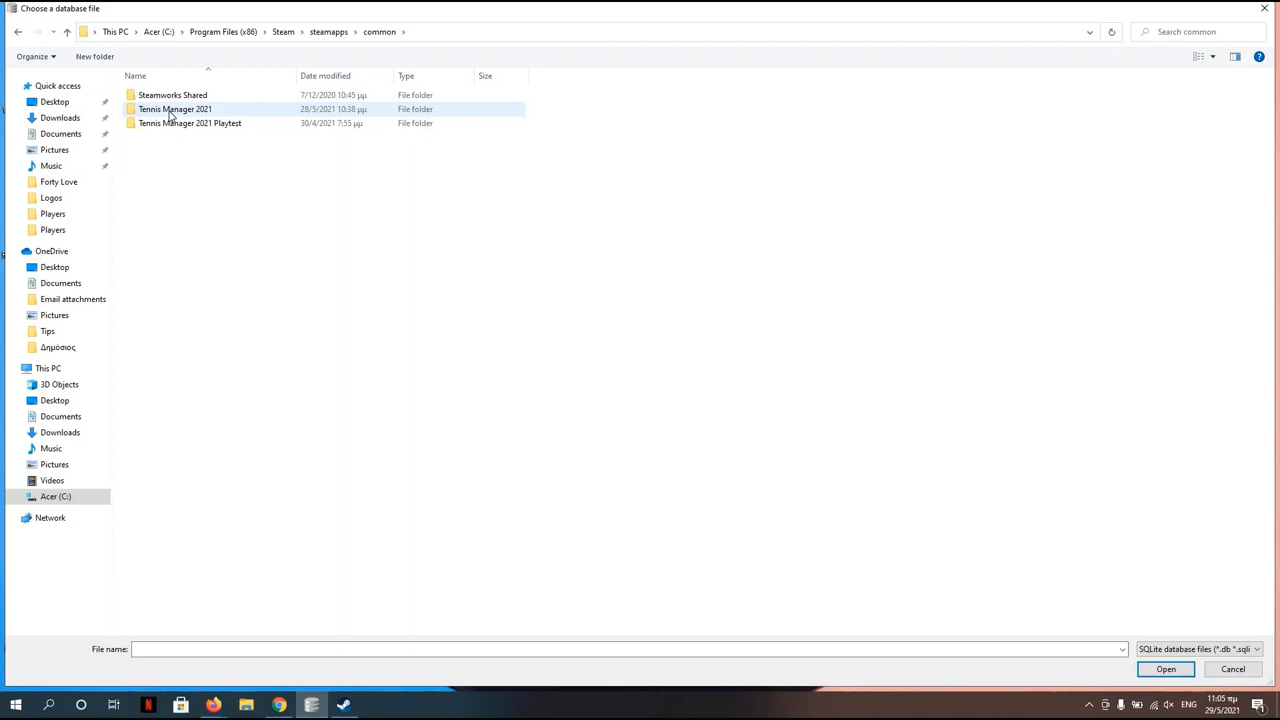 Choose a database file
This PC > Acer (C:) > Program Files (x86) > Steam > steamapps > common >
Search common
Organize
New folder
Name
Date modified
Type
Size
Steamworks Shared 7/12/2020 10:45 μμ File folder
Tennis Manager 2021 28/5/2021 10:38 μμ File folder
Tennis Manager 2021 Playtest 30/4/2021 7:55 μμ File folder
Quick access
Desktop
Downloads
Documents
Pictures
Music
Forty Love
Logos
Players
Players
OneDrive
Desktop
Documents
Email attachments
Pictures
Tips
Δημόσιος
This PC
3D Objects
Desktop
Documents
Downloads
Music
Pictures
Videos
Acer (C:)
Network
File name:
SQLite database files (*.db *.sqli
Open
Cancel
ENG
11:05 πμ
29/5/2021